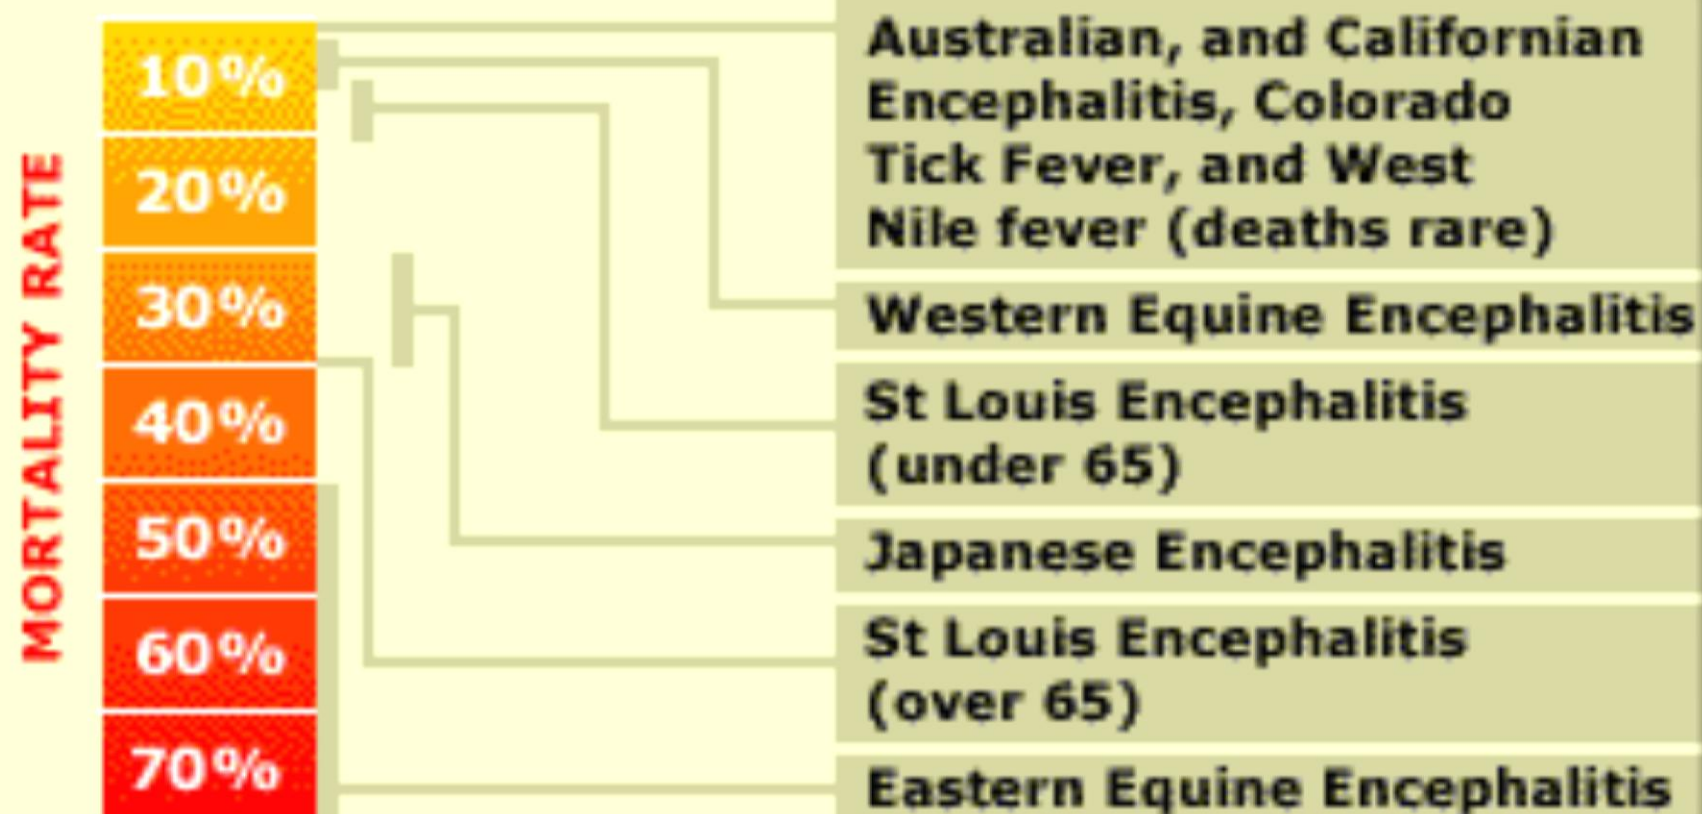 MORTALITY RATE
10%
20%
30%
40%
50%
60%
70%
Australian, and Californian
Encephalitis, Colorado
Tick Fever, and West
Nile fever (deaths rare)
Western Equine Encephalitis
St Louis Encephalitis
(under 65)
Japanese Encephalitis
St Louis Encephalitis
(over 65)
Eastern Equine Encephalitis